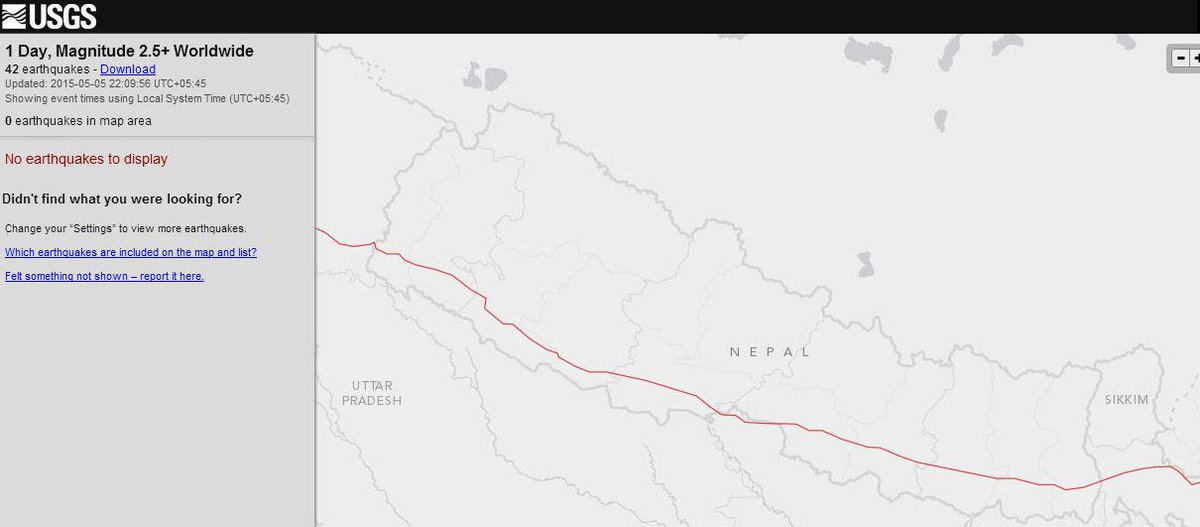 USGS
1 Day, Magnitude 2.5+ Worldwide
42 earthquakes - Download
Updated: 2015-05-05 22:09:56 UTC+05:45
Showing event times using Local System Time (UTC+05:45)
0 earthquakes in map area
No earthquakes to display
Didn't find what you were looking for?
Change your “Settings” to view more earthquakes.
Which earthquakes are included on the map and list?
Felt something not shown – report it here.
NEPAL
UTTAR
PRADESH
SIKKIM